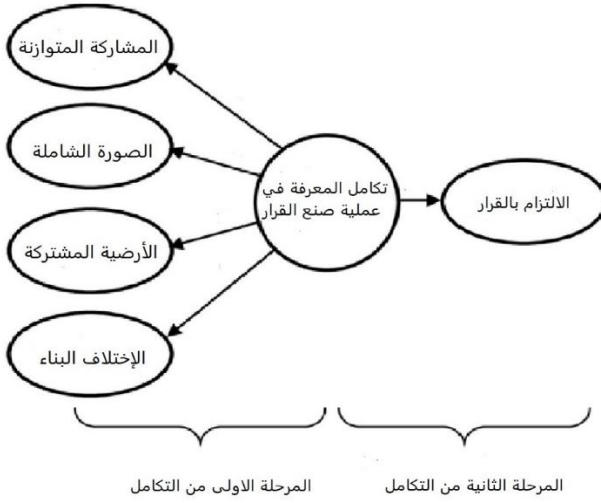 المشاركة المتوازنة
الصورة الشاملة
الأرضية المشتركة
الإختلاف البناء
تكامل المعرفة في
عملية صنع القرار
الالتزام بالقرار
المرحلة الاولى من التكامل
المرحلة الثانية من التكامل